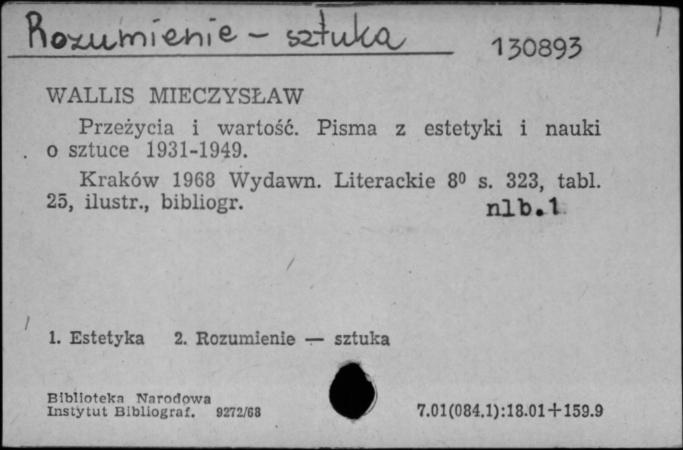 Rozumienie – sztuka
130893
WALLIS MIECZYSŁAW
Przeżycia i wartość. Pisma z estetyki i nauki
o sztuce 1931-1949.
Kraków 1968 Wydawn. Literackie 8⁰ s. 323, tabl.
25, ilustr., bibliogr.
nlb.1
1. Estetyka 2. Rozumienie — sztuka
Biblioteka Narodowa
Instytut Bibliograf. 9272/68
7.01(084.1):18.01+159.9